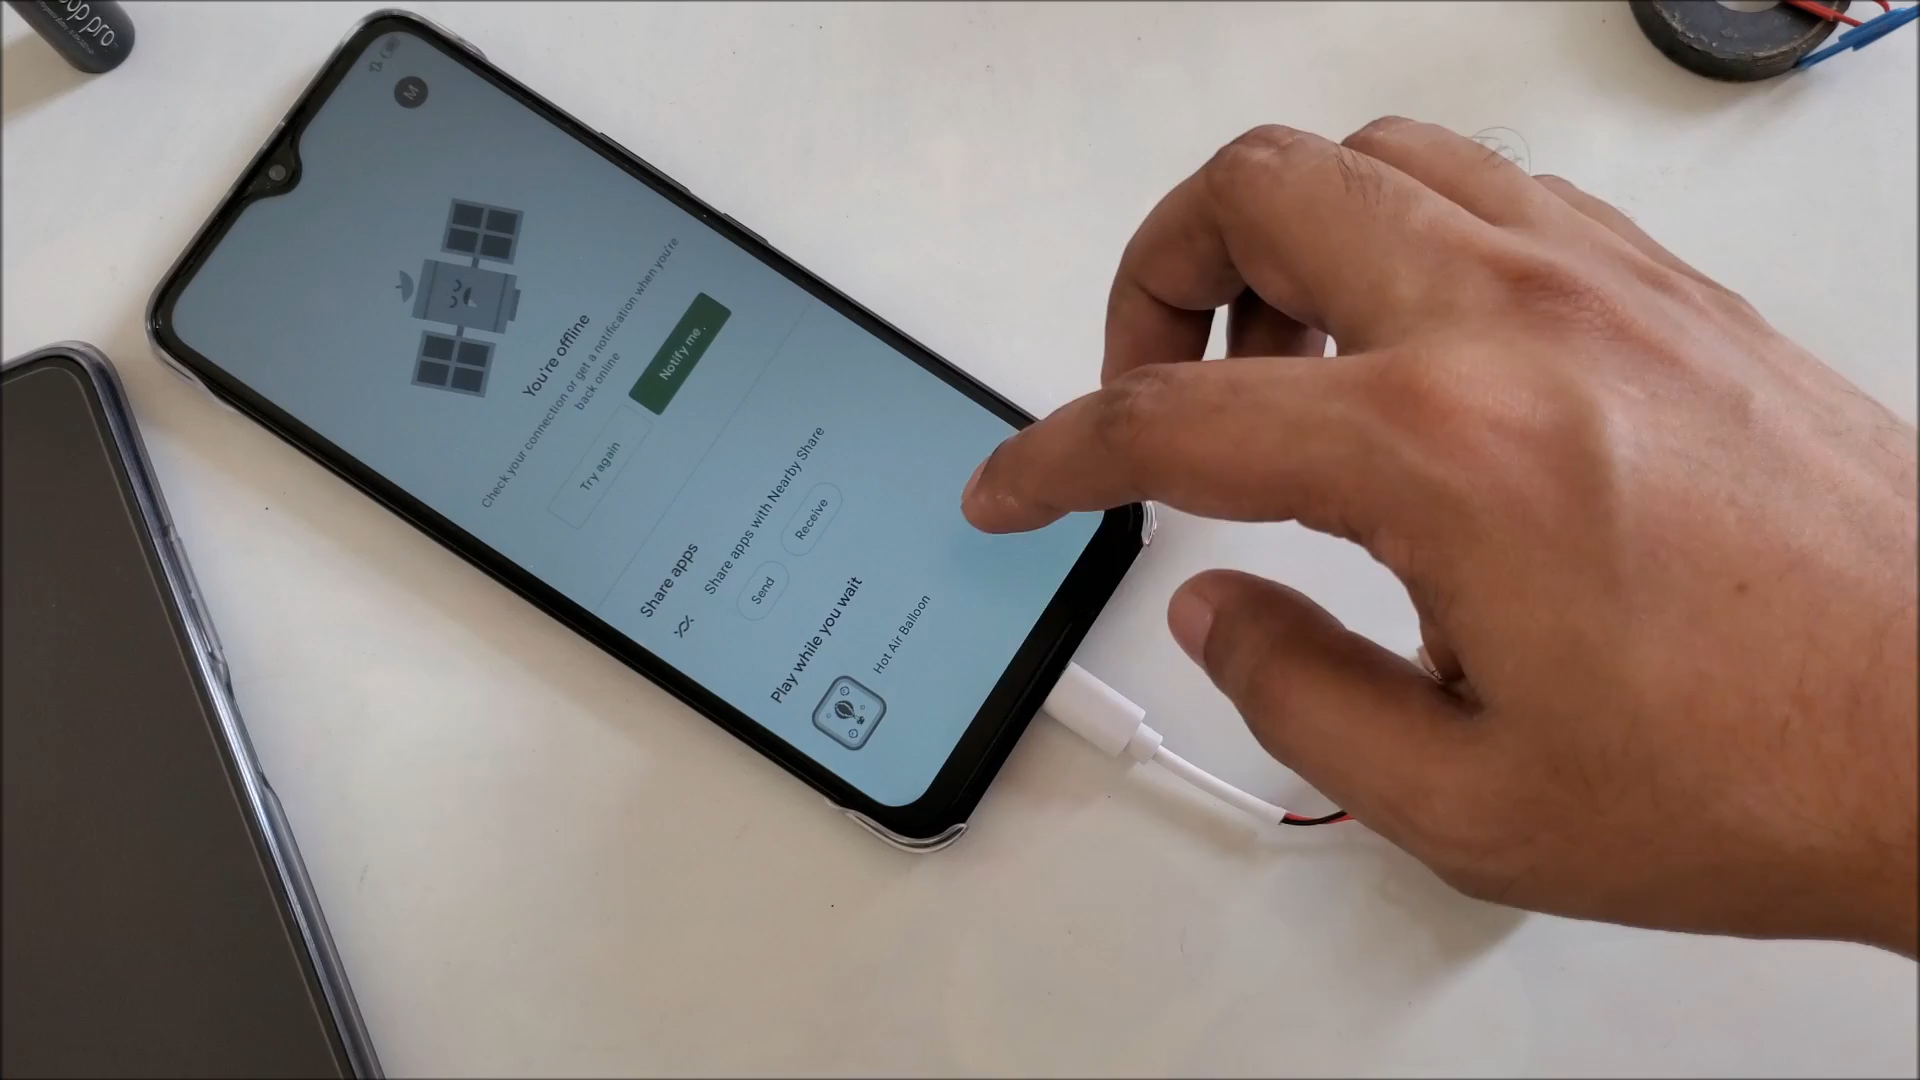 M
You're offline
Check your connection or get a notification when you're
back online
Try again
Notify me
Share apps
Share apps with Nearby Share
Send
Receive
Play while you wait
Hot Air Balloon
pro